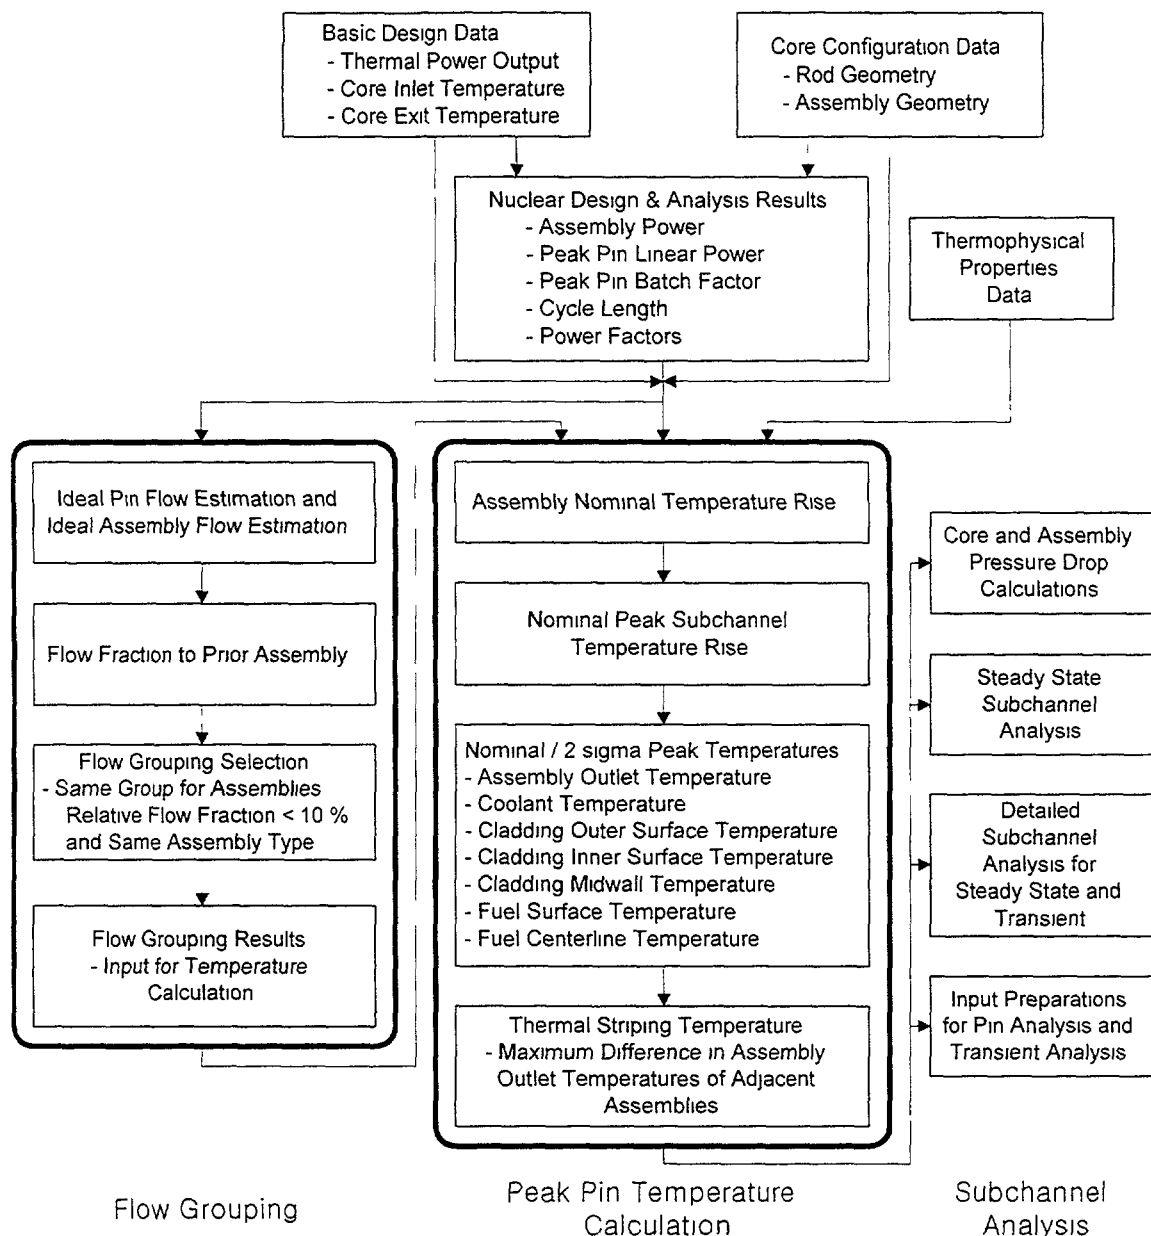 Basic Design Data
- Thermal Power Output
- Core Inlet Temperature
- Core Exit Temperature
Core Configuration Data
- Rod Geometry
- Assembly Geometry
Nuclear Design & Analysis Results
- Assembly Power
- Peak Pin Linear Power
- Peak Pin Batch Factor
- Cycle Length
- Power Factors
Thermophysical
Properties
Data
Ideal Pin Flow Estimation and
Ideal Assembly Flow Estimation
Flow Fraction to Prior Assembly
Flow Grouping Selection
- Same Group for Assemblies
Relative Flow Fraction < 10 %
and Same Assembly Type
Flow Grouping Results
- Input for Temperature
Calculation
Flow Grouping
Assembly Nominal Temperature Rise
Nominal Peak Subchannel
Temperature Rise
Nominal / 2 sigma Peak Temperatures
- Assembly Outlet Temperature
- Coolant Temperature
- Cladding Outer Surface Temperature
- Cladding Inner Surface Temperature
- Cladding Midwall Temperature
- Fuel Surface Temperature
- Fuel Centerline Temperature
Thermal Striping Temperature
- Maximum Difference in Assembly
Outlet Temperatures of Adjacent
Assemblies
Peak Pin Temperature
Calculation
Core and Assembly
Pressure Drop
Calculations
Steady State
Subchannel
Analysis
Detailed
Subchannel
Analysis for
Steady State and
Transient
Input Preparations
for Pin Analysis and
Transient Analysis
Subchannel
Analysis